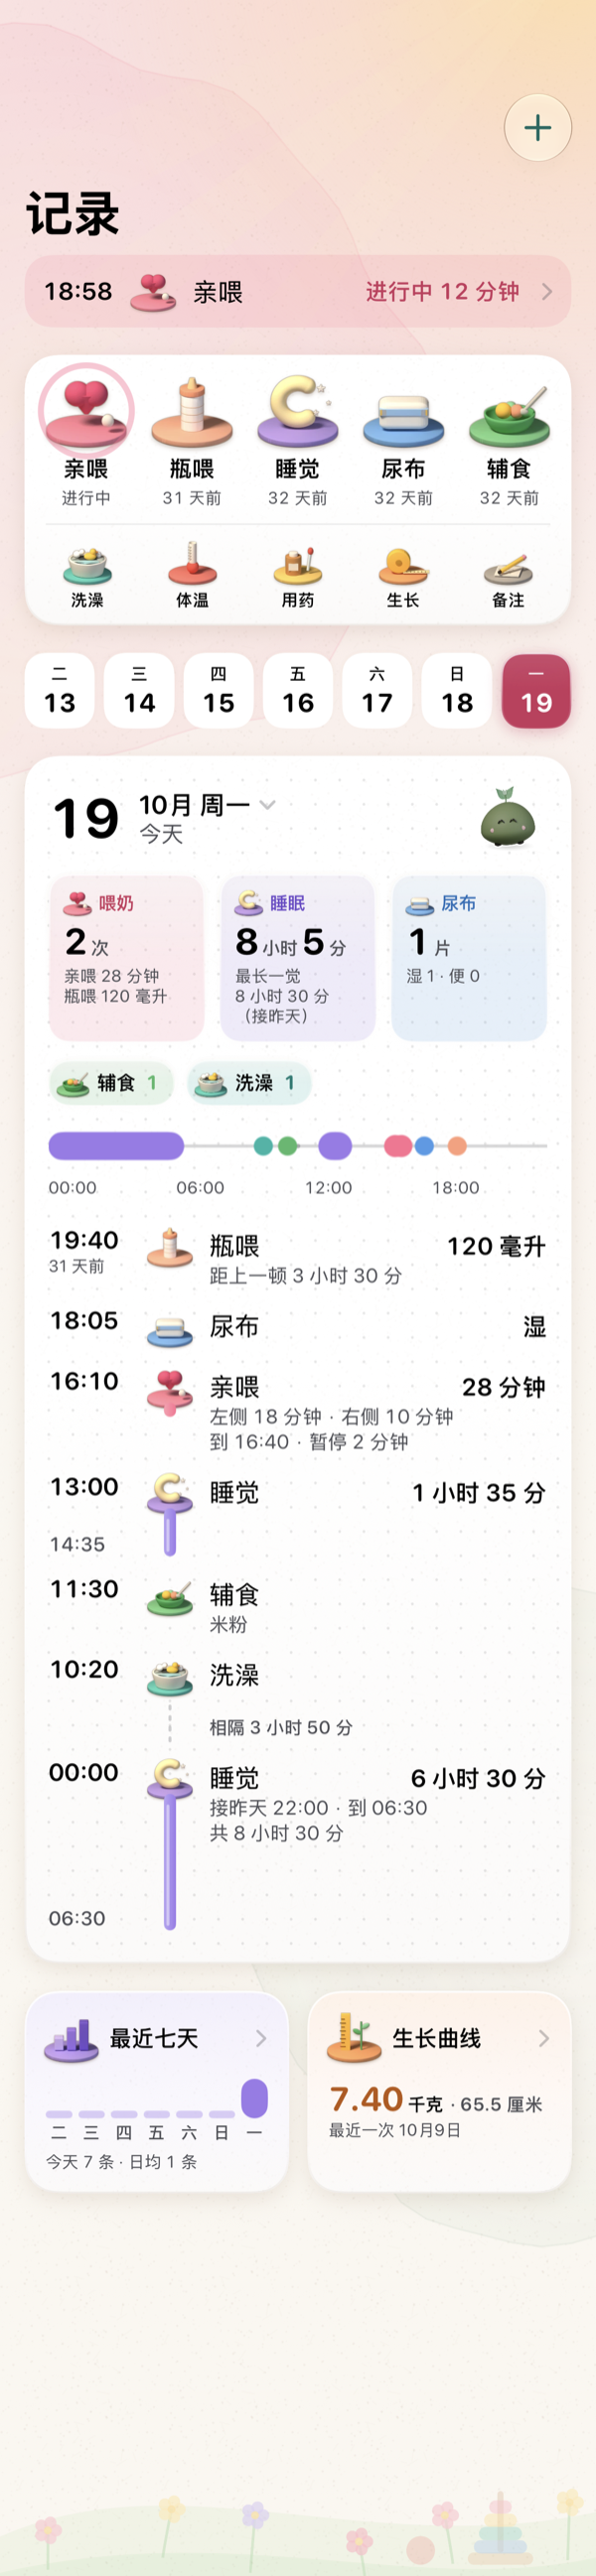 记录
18:58 亲喂 进行中 12 分钟
亲喂 瓶喂 睡觉 尿布 辅食
进行中 31 天前 32 天前 32 天前 32 天前
洗澡 体温 用药 生长 备注
二 三 四 五 六 日 一
13 14 15 16 17 18 19
19 10月 周一
今天
喂奶
2 次
亲喂 28 分钟
瓶喂 120 毫升
睡眠
8 小时 5 分
最长一觉
8 小时 30 分
（接昨天）
尿布
1 片
湿 1 · 便 0
辅食 1 洗澡 1
00:00 06:00 12:00 18:00
19:40 瓶喂 120 毫升
31 天前 距上一顿 3 小时 30 分
18:05 尿布 湿
16:10 亲喂 28 分钟
左侧 18 分钟 · 右侧 10 分钟
到 16:40 · 暂停 2 分钟
13:00 睡觉 1 小时 35 分
14:35
11:30 辅食
米粉
10:20 洗澡
相隔 3 小时 50 分
00:00 睡觉 6 小时 30 分
接昨天 22:00 · 到 06:30
共 8 小时 30 分
06:30
最近七天
二 三 四 五 六 日 一
今天 7 条 · 日均 1 条
生长曲线
7.40 千克 · 65.5 厘米
最近一次 10月9日